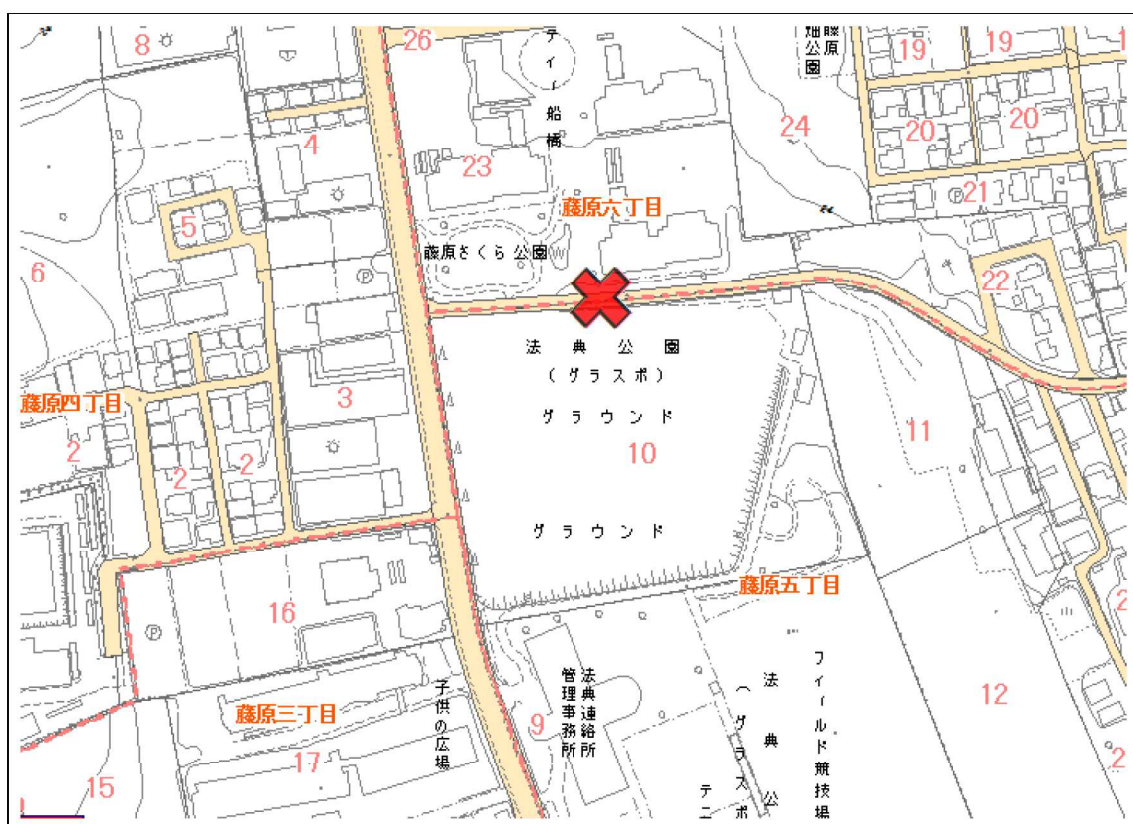 8
26
ティー船橋
藤原
畑公園
19
19
4
23
24
20
20
21
5
藤原六丁目
6
藤原さくら公園
22
法典公園
(グラスポ)
藤原四丁目
3
グラウンド
2
2
2
10
11
グラウンド
藤原五丁目
16
法典連絡所
管理事務所
子供の広場
9
法典公
(グラスポ
テニ
フィールド競技場
12
藤原三丁目
17
15
P
P
P
2
2